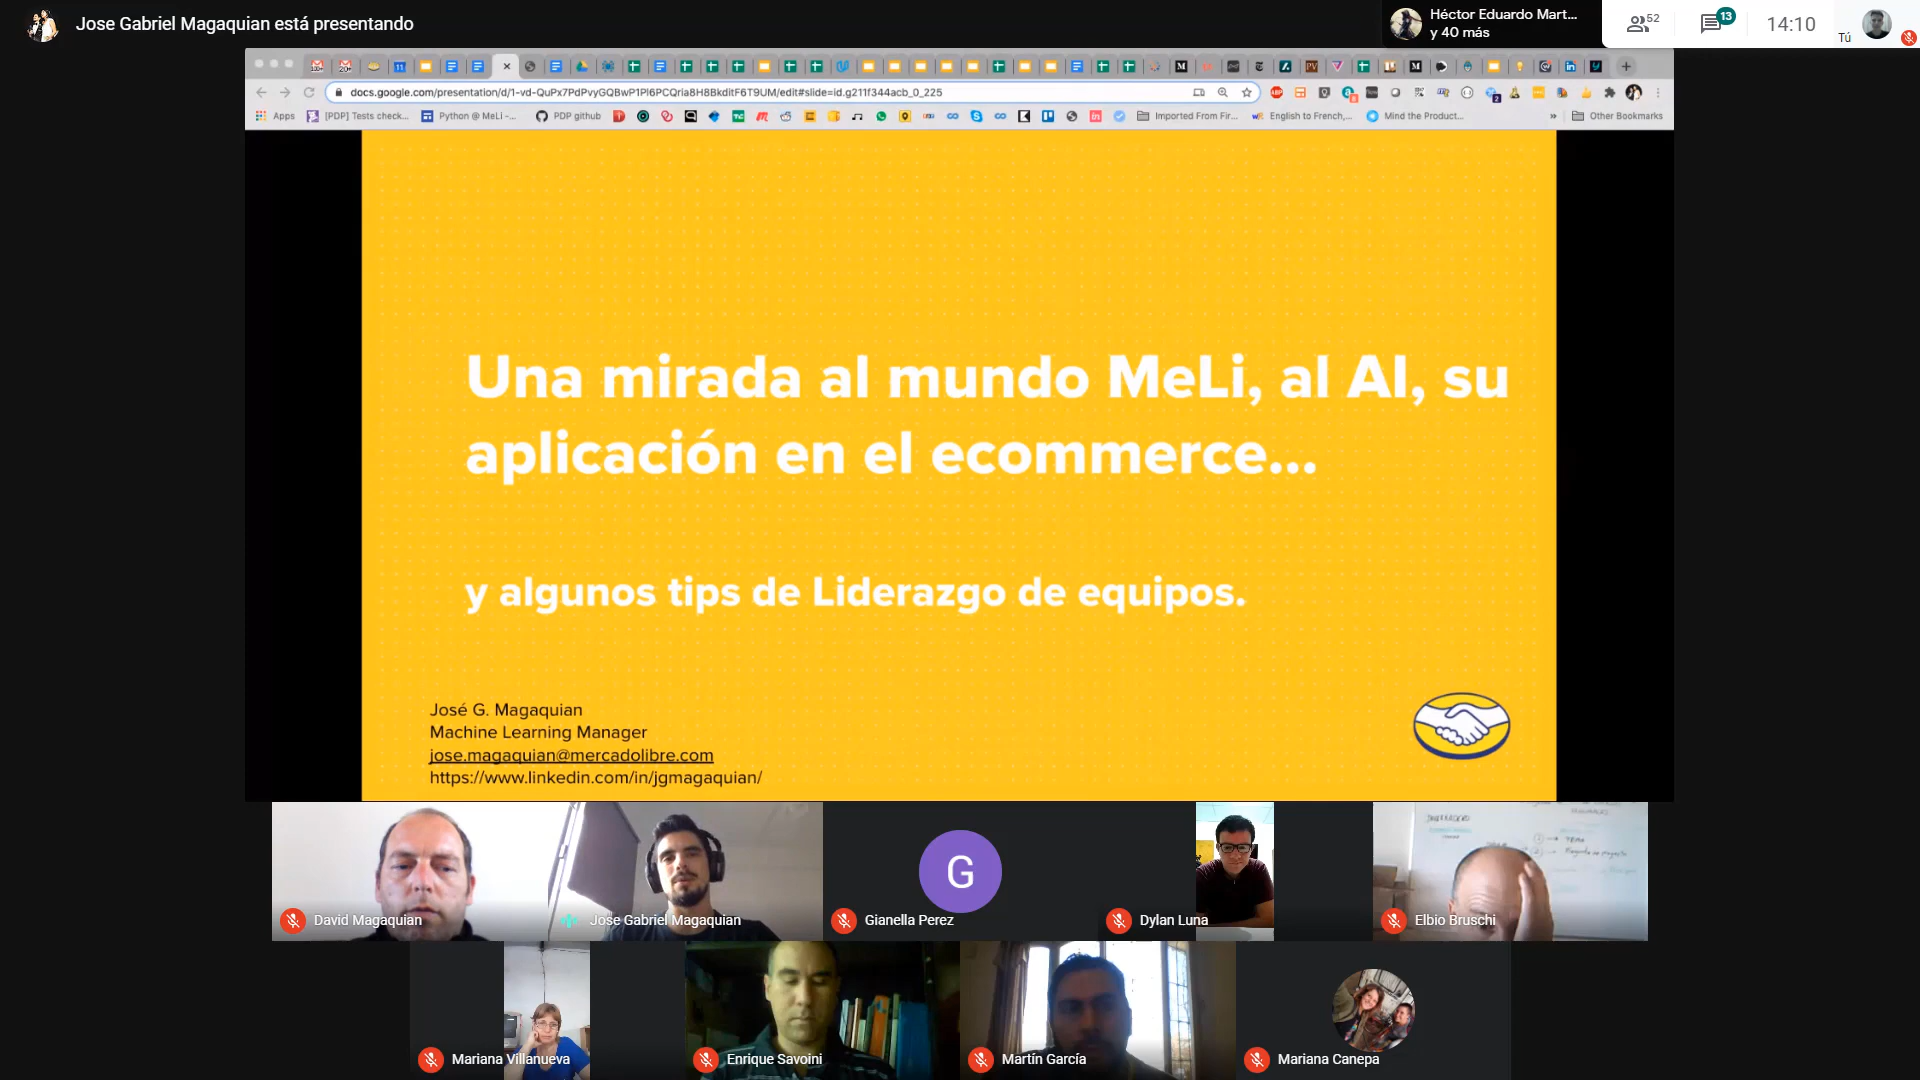 Jose Gabriel Magaquian está presentando
Héctor Eduardo Mart...
y 40 más
52
13
14:10
Tú
docs.google.com/presentation/d/1-vd-QuPx7PdPvyGQBwP1Pl6PCQria8H8BkditF6T9UM/edit#slide=id.g211f344acb_0_225
Apps
[PDP] Tests check...
Python @ MeLi -...
PDP github
Imported From Fir...
English to French,...
Mind the Product...
»
Other Bookmarks
Una mirada al mundo MeLi, al AI, su
aplicación en el ecommerce...
y algunos tips de Liderazgo de equipos.
José G. Magaquian
Machine Learning Manager
jose.magaquian@mercadolibre.com
https://www.linkedin.com/in/jgmagaquian/
David Magaquian
Jose Gabriel Magaquian
G
Gianella Perez
Dylan Luna
Elbio Bruschi
Mariana Villanueva
Enrique Savoini
Martín García
Mariana Canepa